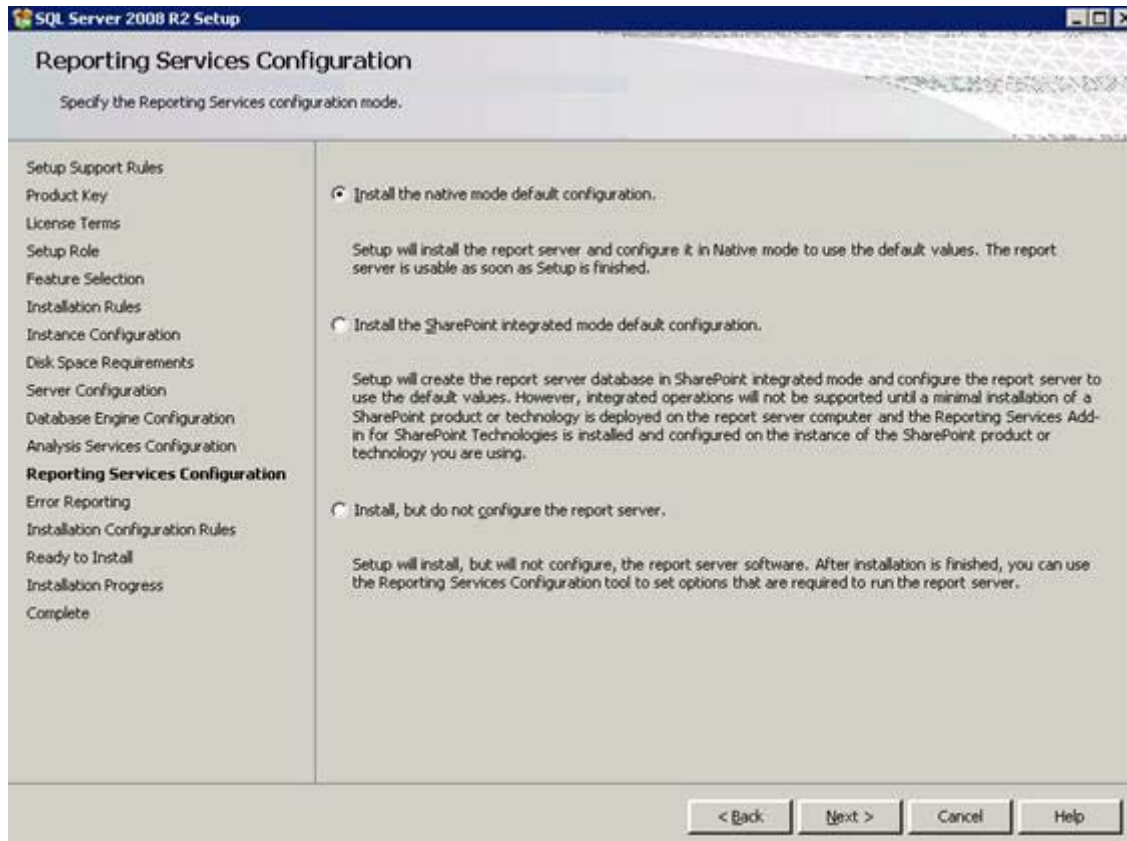 SQL Server 2008 R2 Setup
Reporting Services Configuration
Specify the Reporting Services configuration mode.
Setup Support Rules
Product Key
License Terms
Setup Role
Feature Selection
Installation Rules
Instance Configuration
Disk Space Requirements
Server Configuration
Database Engine Configuration
Analysis Services Configuration
Reporting Services Configuration
Error Reporting
Installation Configuration Rules
Ready to Install
Installation Progress
Complete
Install the native mode default configuration.
Setup will install the report server and configure it in Native mode to use the default values. The report
server is usable as soon as Setup is finished.
Install the SharePoint integrated mode default configuration.
Setup will create the report server database in SharePoint integrated mode and configure the report server to
use the default values. However, integrated operations will not be supported until a minimal installation of a
SharePoint product or technology is deployed on the report server computer and the Reporting Services Add-
in for SharePoint Technologies is installed and configured on the instance of the SharePoint product or
technology you are using.
Install, but do not configure the report server.
Setup will install, but will not configure, the report server software. After installation is finished, you can use
the Reporting Services Configuration tool to set options that are required to run the report server.
< Back
Next >
Cancel
Help